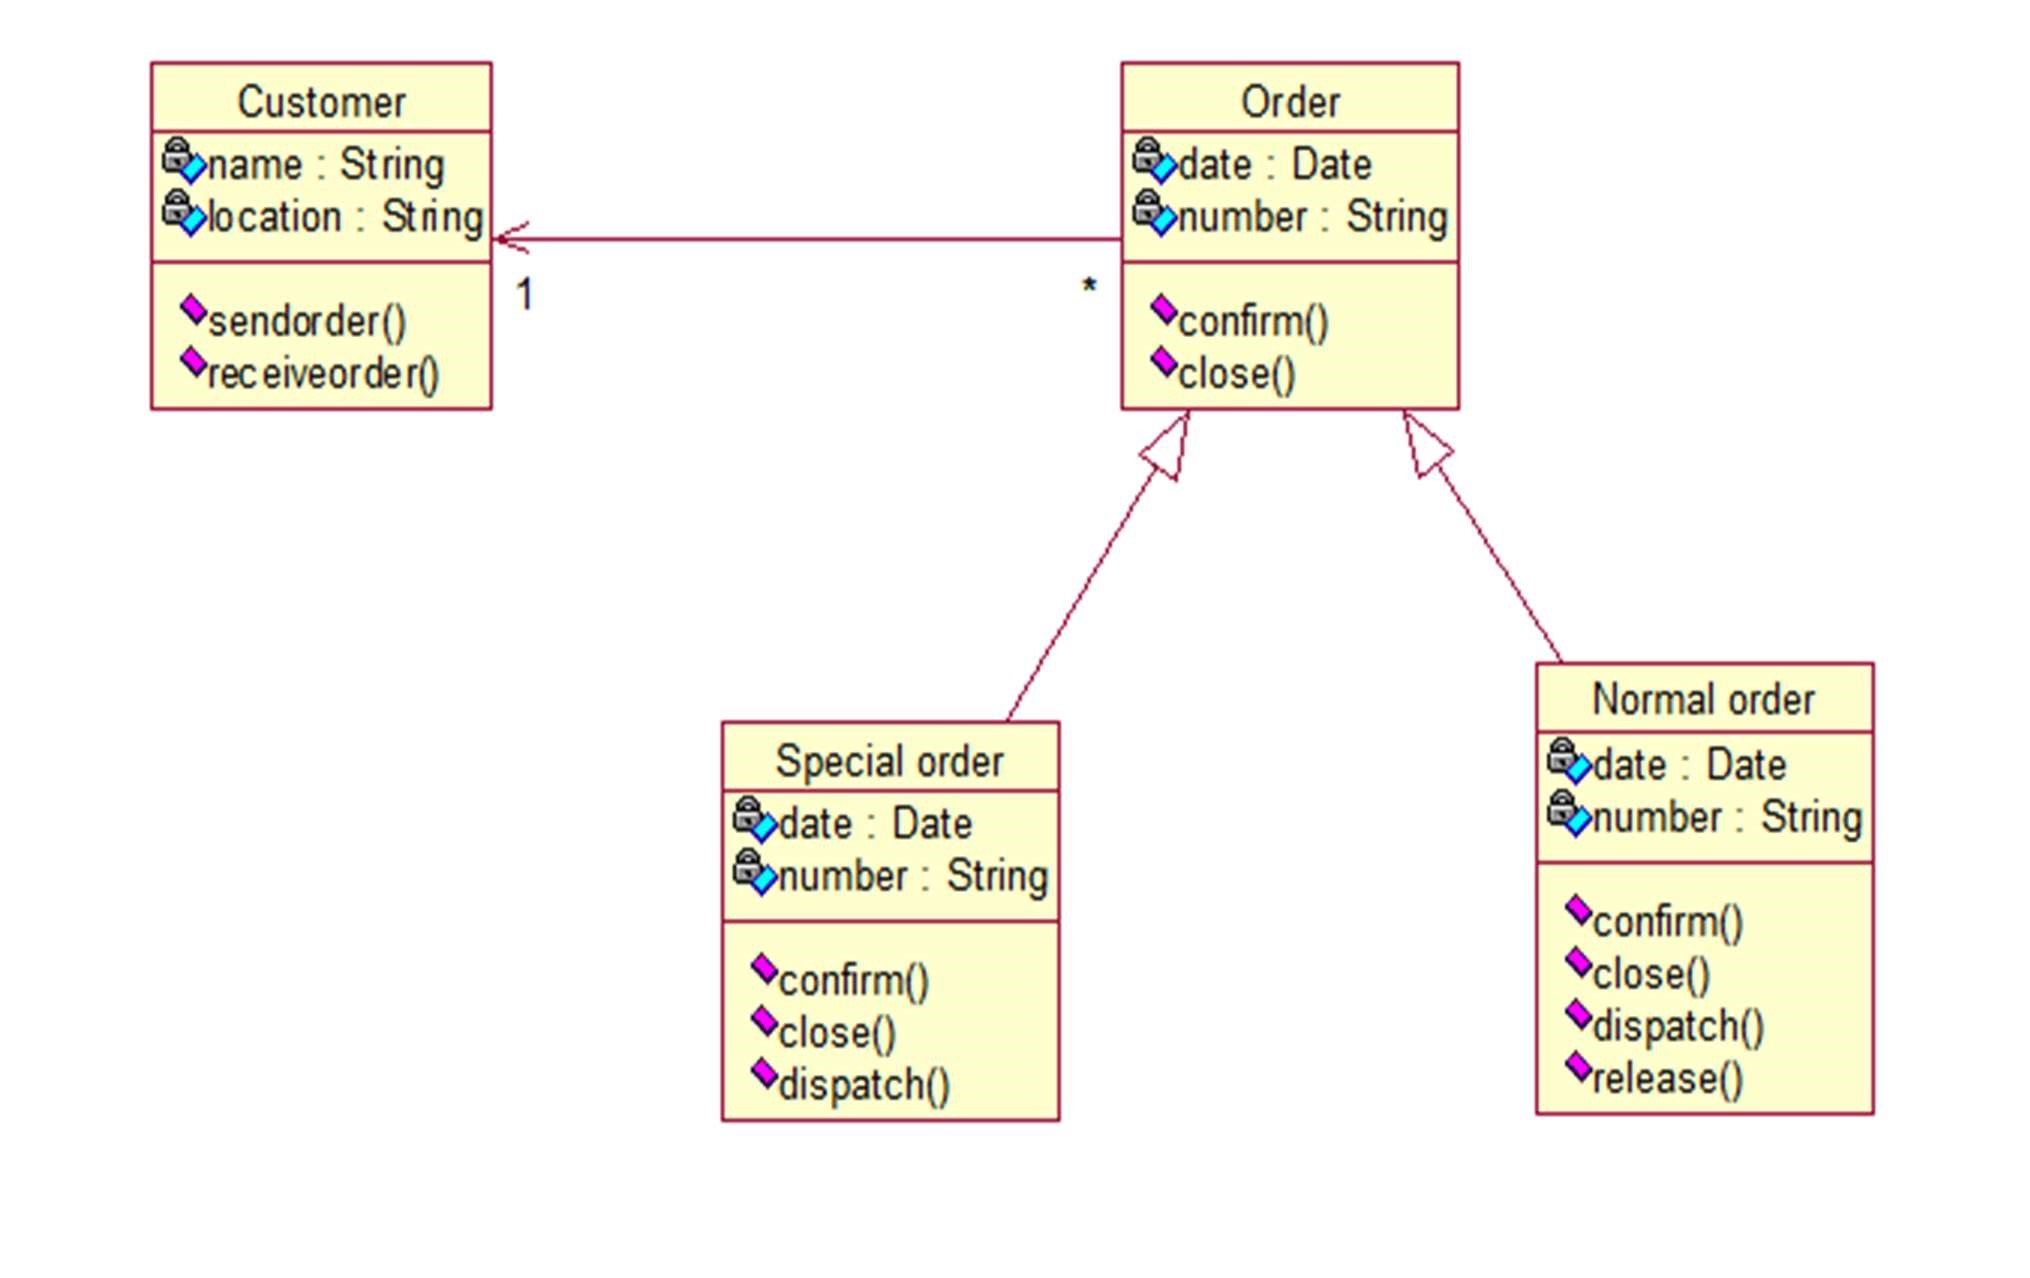 Customer
name : String
location : String
sendorder()
receiveorder()
1
*
Order
date : Date
number : String
confirm()
close()
Special order
date : Date
number : String
confirm()
close()
dispatch()
Normal order
date : Date
number : String
confirm()
close()
dispatch()
release()